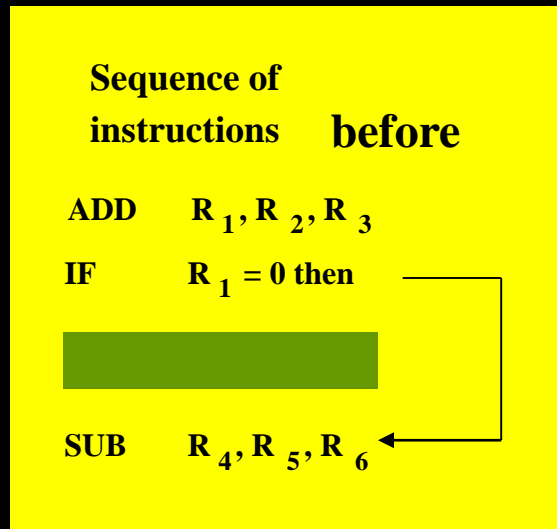 Sequence of
instructions before
ADD R 1, R 2, R 3
IF R 1 = 0 then
SUB R 4, R 5, R 6